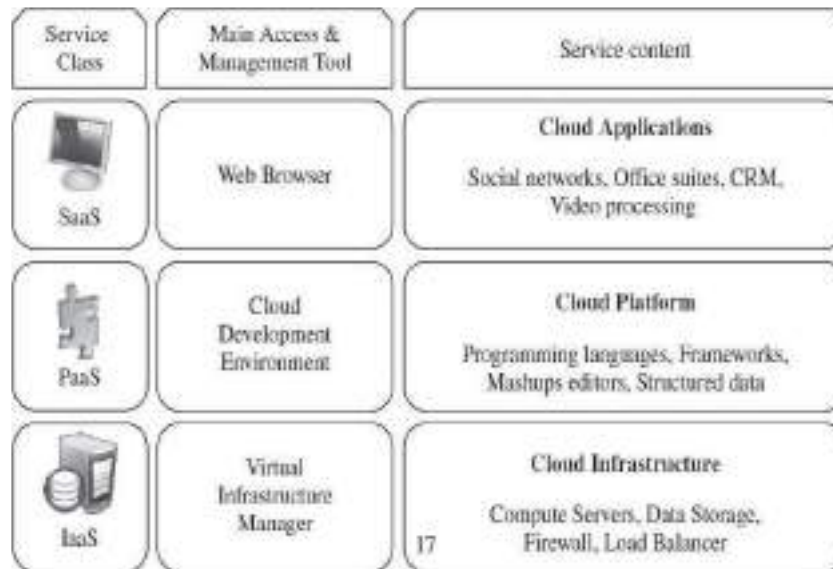 Service
Class
Main Access &
Management Tool
Service content
SaaS
Web Browser
Cloud Applications
Social networks, Office suites, CRM,
Video processing
PaaS
Cloud
Development
Environment
Cloud Platform
Programming languages, Frameworks,
Mashups editors, Structured data
IaaS
Virtual
Infrastructure
Manager
Cloud Infrastructure
Compute Servers, Data Storage,
Firewall, Load Balancer
17